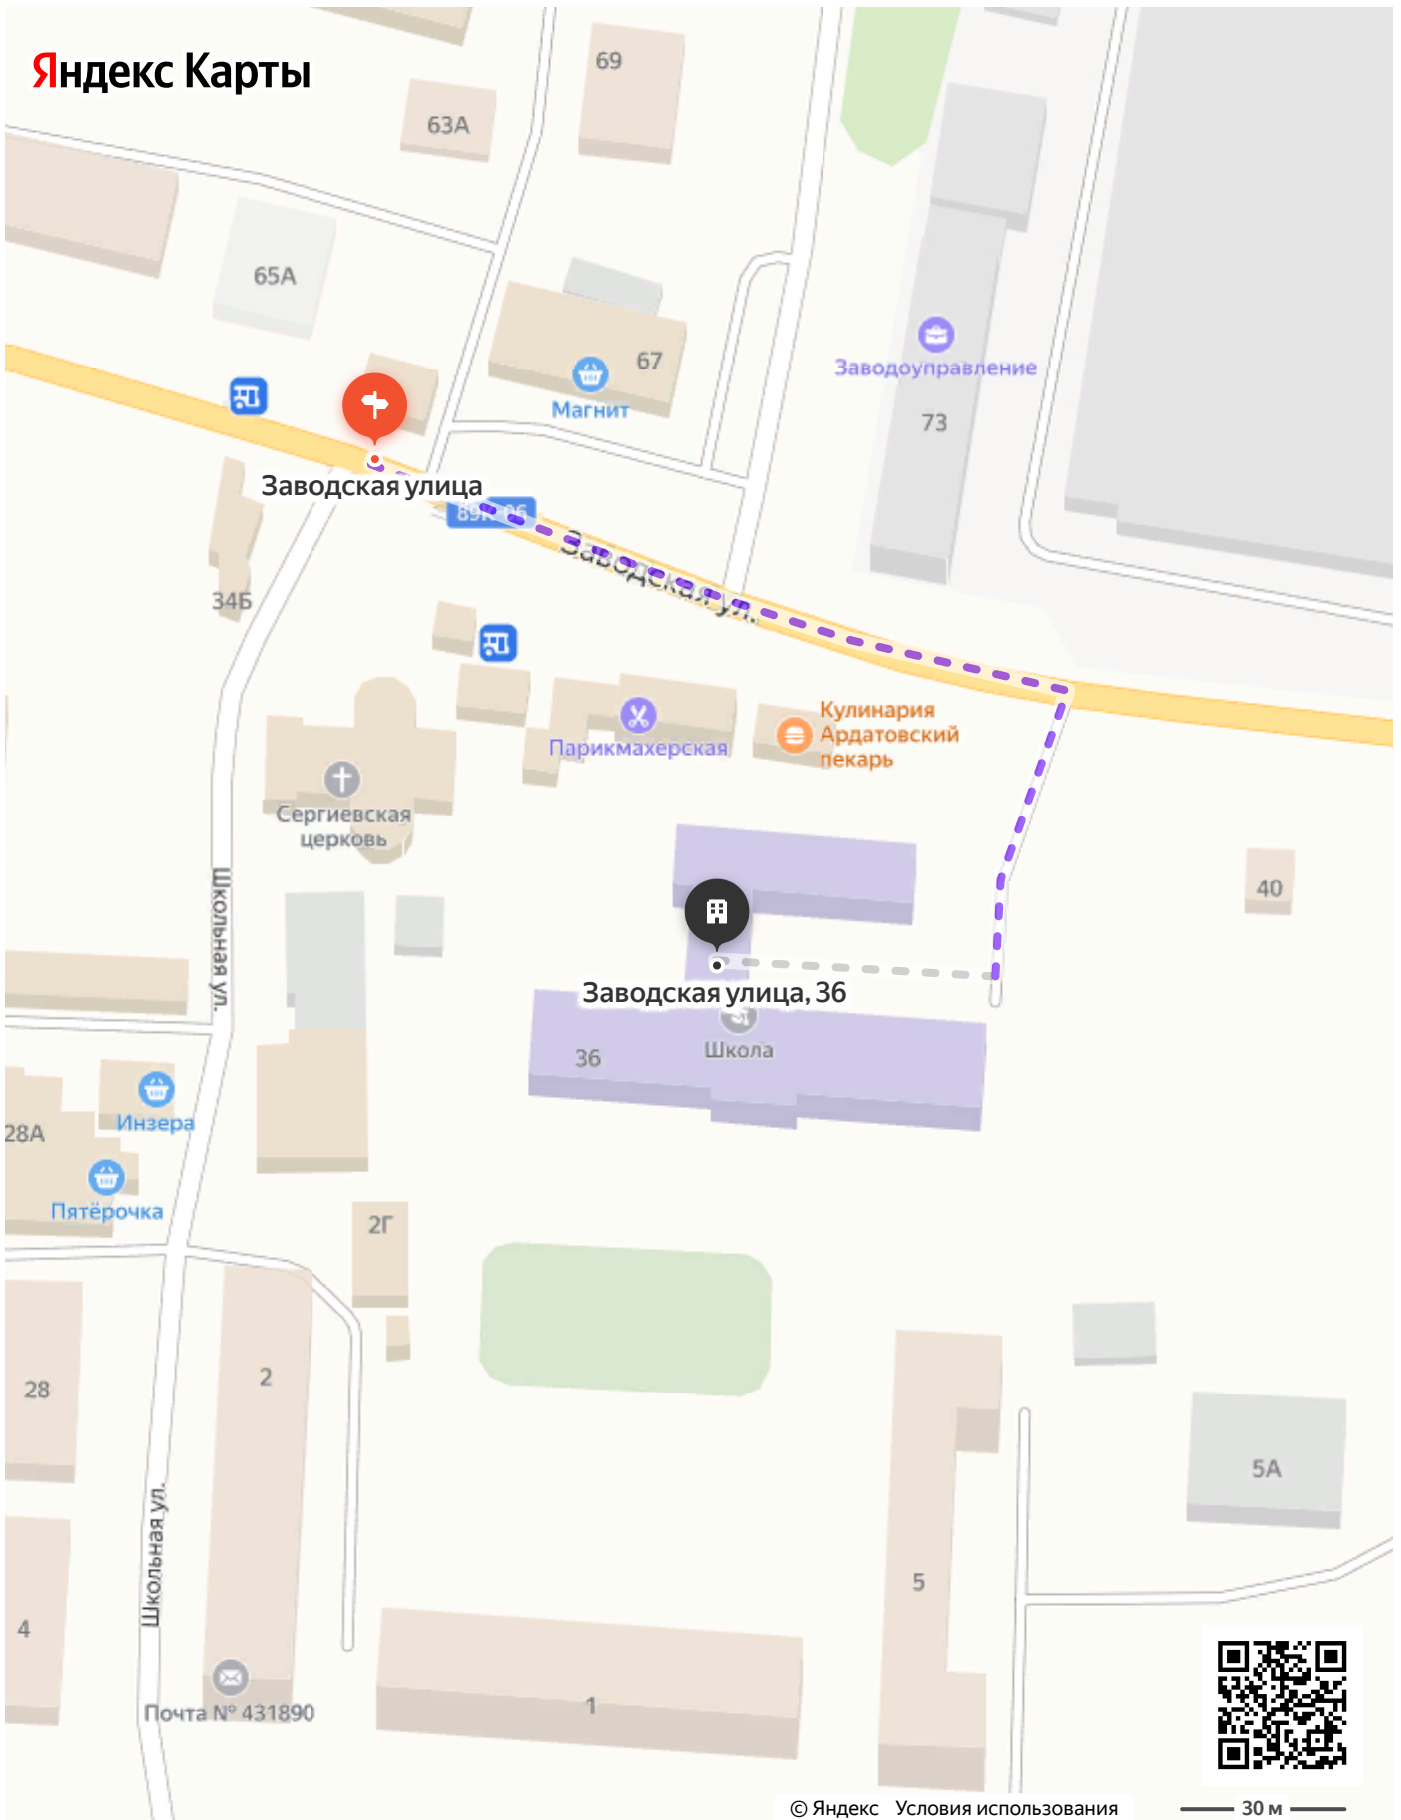 Яндекс Карты
69
63А
65А
67
Магнит
Заводоуправление
73
Заводская улица
89К-06
Заводская ул.
34Б
Парикмахерская
Кулинария
Ардатовский
пекарь
Сергиевская
церковь
Школьная ул.
40
Заводская улица, 36
36
Школа
Инзера
28А
Пятёрочка
2Г
28
2
5А
Школьная ул.
5
4
1
Почта № 431890
© Яндекс Условия использования
30 м